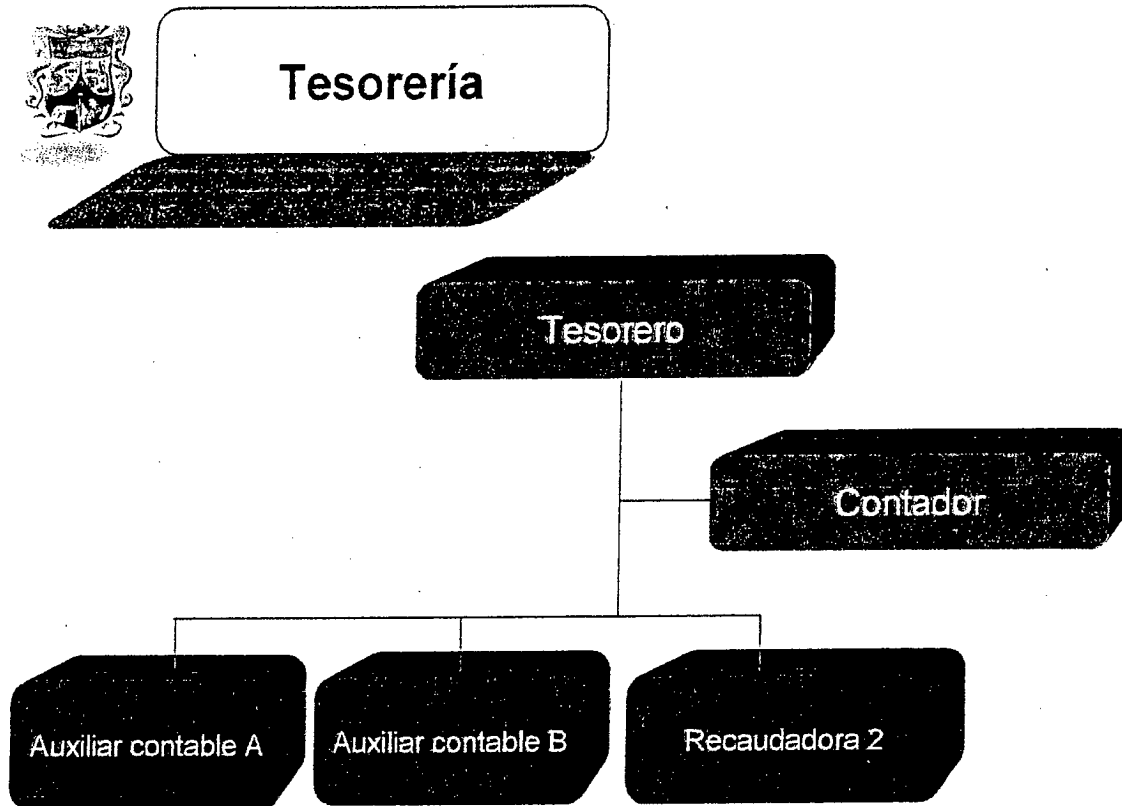 Tesorería
Tesorero
Contador
Auxiliar contable A
Auxiliar contable B
Recaudadora 2